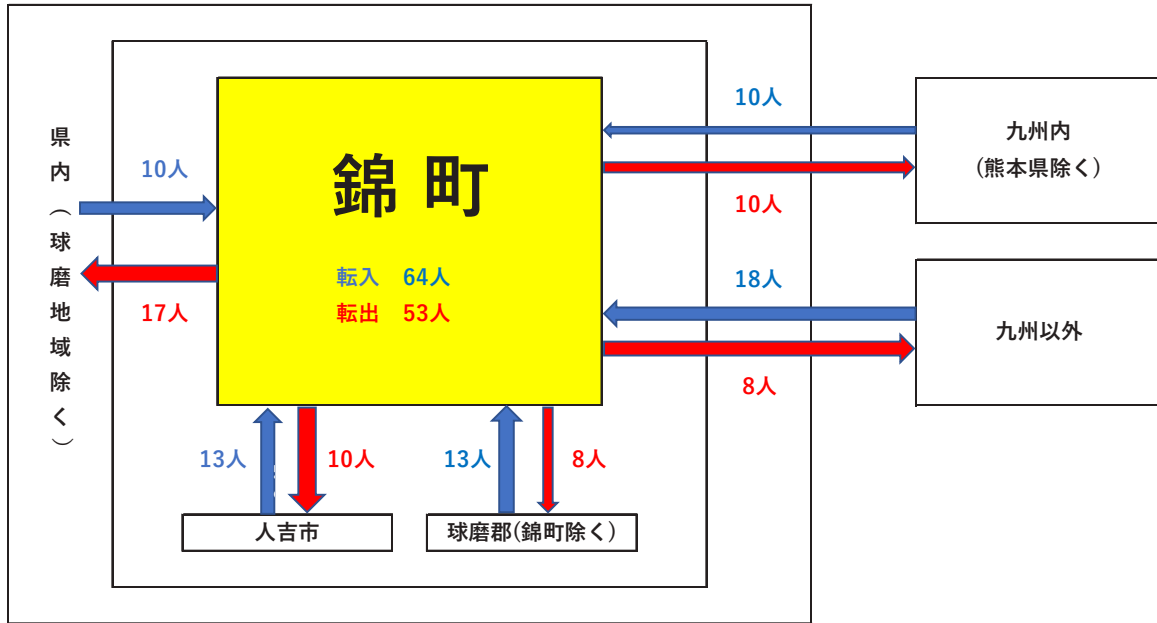 県内（球磨地域除く）
10人
17人
錦町
転入 64人
転出 53人
10人
10人
九州内
(熊本県除く)
18人
8人
九州以外
13人
10人
人吉市
13人
8人
球磨郡(錦町除く)